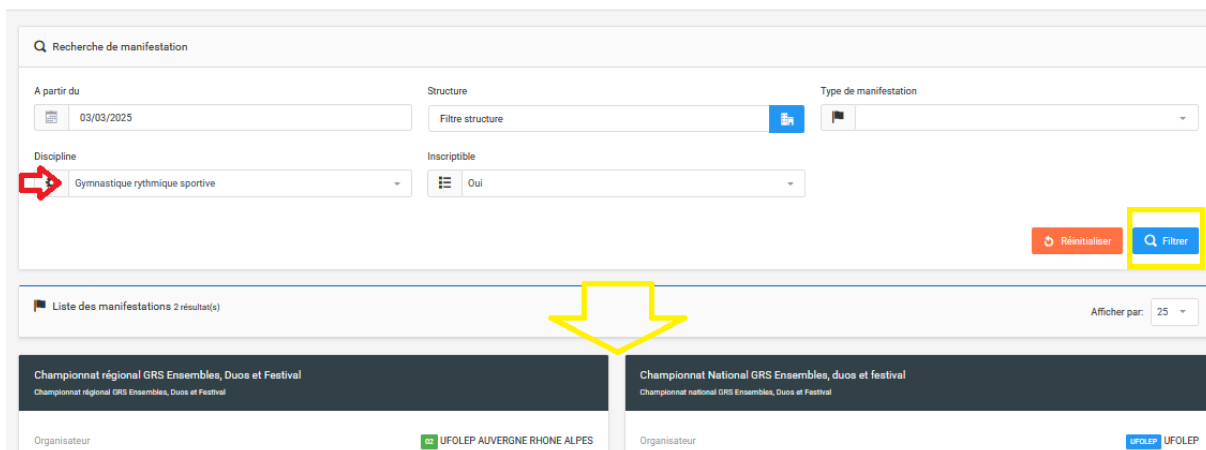 Recherche de manifestation
A partir du
Structure
Type de manifestation
03/03/2025
Filtre structure
Discipline
Inscriptible
Gymnastique rythmique sportive
Oui
Réinitialiser
Filtrer
Liste des manifestations 2 résultat(s)
Afficher par: 25
Championnat régional GRS Ensembles, Duos et Festival
Championnat régional GRS Ensembles, Duos et Festival
Organisateur
02 UFOLEP AUVERGNE RHONE ALPES
Championnat National GRS Ensembles, duos et festival
Championnat national GRS Ensembles, Duos et Festival
Organisateur
UFOLEP UFOLEP